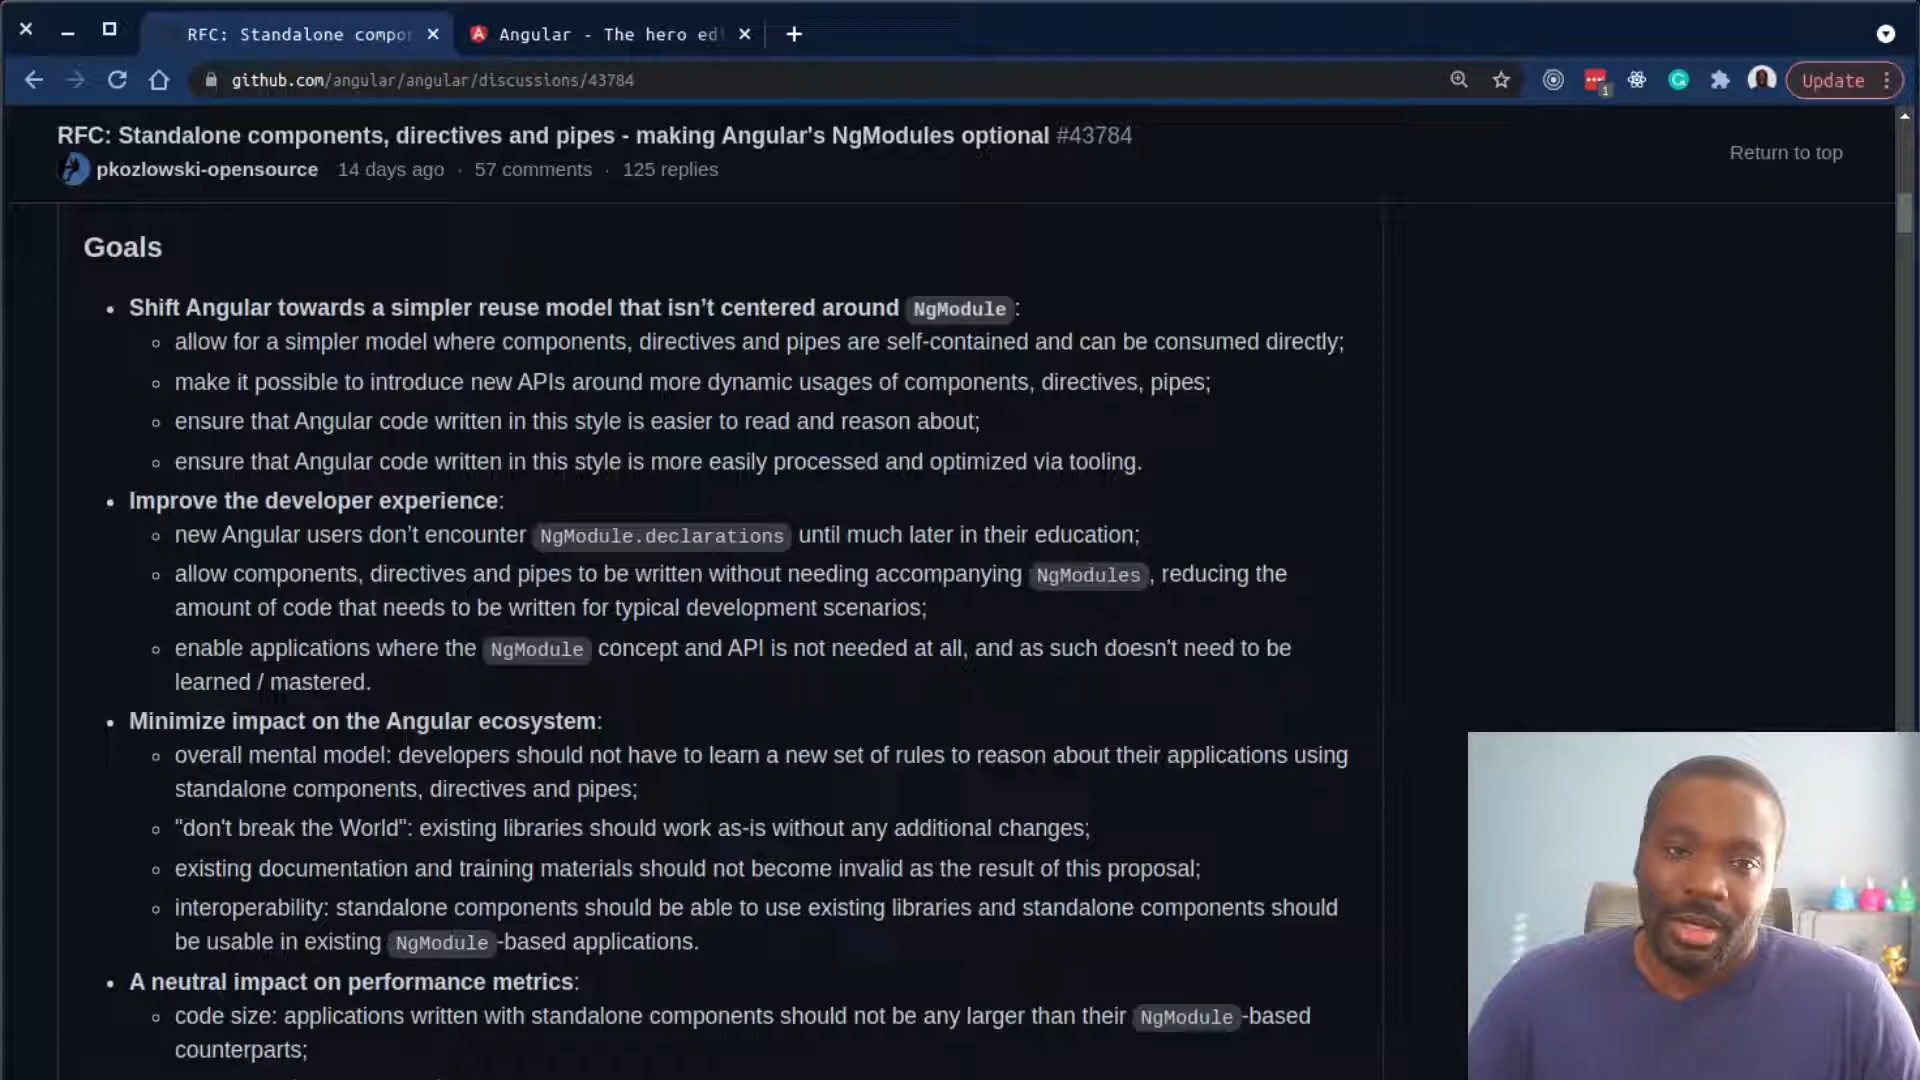 RFC: Standalone compo
Angular - The hero ed
github.com/angular/angular/discussions/43784
1
Update
RFC: Standalone components, directives and pipes - making Angular's NgModules optional #43784
pkozlowski-opensource 14 days ago · 57 comments · 125 replies
Return to top
Goals
• Shift Angular towards a simpler reuse model that isn’t centered around NgModule:
◦ allow for a simpler model where components, directives and pipes are self-contained and can be consumed directly;
◦ make it possible to introduce new APIs around more dynamic usages of components, directives, pipes;
◦ ensure that Angular code written in this style is easier to read and reason about;
◦ ensure that Angular code written in this style is more easily processed and optimized via tooling.
• Improve the developer experience:
◦ new Angular users don’t encounter NgModule.declarations until much later in their education;
◦ allow components, directives and pipes to be written without needing accompanying NgModules, reducing the
amount of code that needs to be written for typical development scenarios;
◦ enable applications where the NgModule concept and API is not needed at all, and as such doesn't need to be
learned / mastered.
• Minimize impact on the Angular ecosystem:
◦ overall mental model: developers should not have to learn a new set of rules to reason about their applications using
standalone components, directives and pipes;
◦ "don't break the World": existing libraries should work as-is without any additional changes;
◦ existing documentation and training materials should not become invalid as the result of this proposal;
◦ interoperability: standalone components should be able to use existing libraries and standalone components should
be usable in existing NgModule-based applications.
• A neutral impact on performance metrics:
◦ code size: applications written with standalone components should not be any larger than their NgModule-based
counterparts;